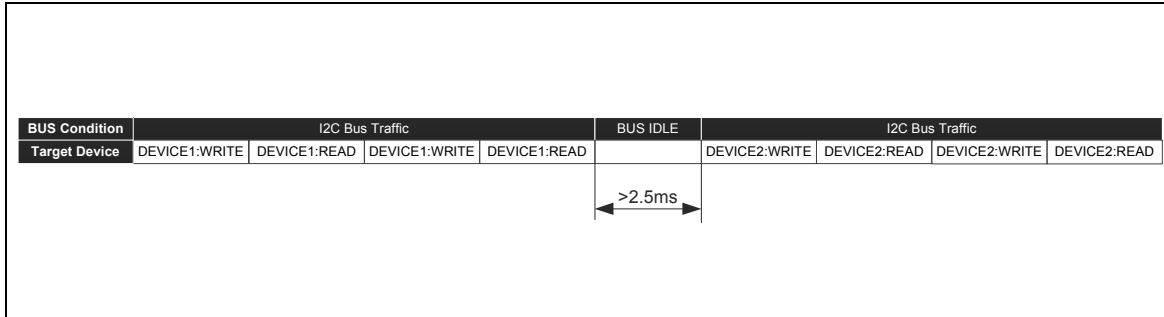 BUS Condition I2C Bus Traffic BUS IDLE I2C Bus Traffic
Target Device DEVICE1:WRITE DEVICE1:READ DEVICE1:WRITE DEVICE1:READ DEVICE2:WRITE DEVICE2:READ DEVICE2:WRITE DEVICE2:READ
>2.5ms